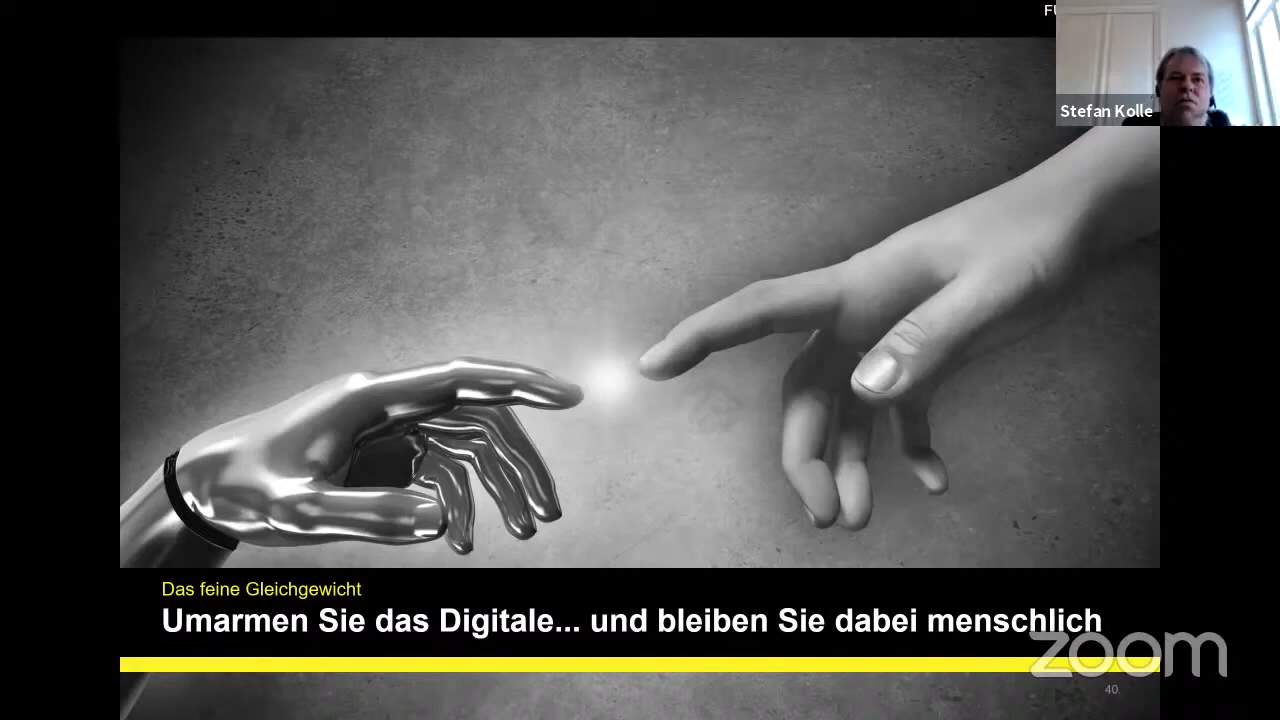 Stefan Kolle
Das feine Gleichgewicht
Umarmen Sie das Digitale... und bleiben Sie dabei menschlich
zoom
40